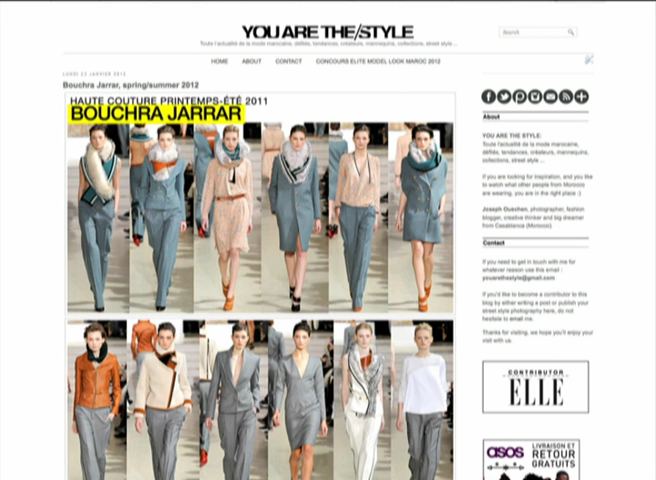 YOU ARE THE/STYLE
Toute l'actualité de la mode marocaine, défilés, tendances, créateurs, mannequins, collections, street style ...
Search
HOME
ABOUT
CONTACT
CONCOURS ELITE MODEL LOOK MAROC 2012
LUNDI 23 JANVIER 2012
Bouchra Jarrar, spring/summer 2012
HAUTE COUTURE PRINTEMPS-ÉTÉ 2011
BOUCHRA JARRAR
About
YOU ARE THE STYLE:
Toute l'actualité de la mode marocaine,
défilés, tendances, créateurs, mannequins,
collections, street style ...
If you are looking for inspiration, and you like
to watch what other people from Morocco
are wearing, you are in the right place :)
Joseph Ouechen, photographer, fashion
blogger, creative thinker and big dreamer
from Casablanca (Morocco)
Contact
If you need to get in touch with me for
whatever reason use this email :
youarethestyle@gmail.com
If you'd like to become a contributor to this
blog by either writing a post or publish your
street style photography here, do not
hesitate to email me.
Thanks for visiting, we hope you'll enjoy your
visit with us.
CONTRIBUTOR
ELLE
asos
LIVRAISON ET
RETOUR
GRATUITS